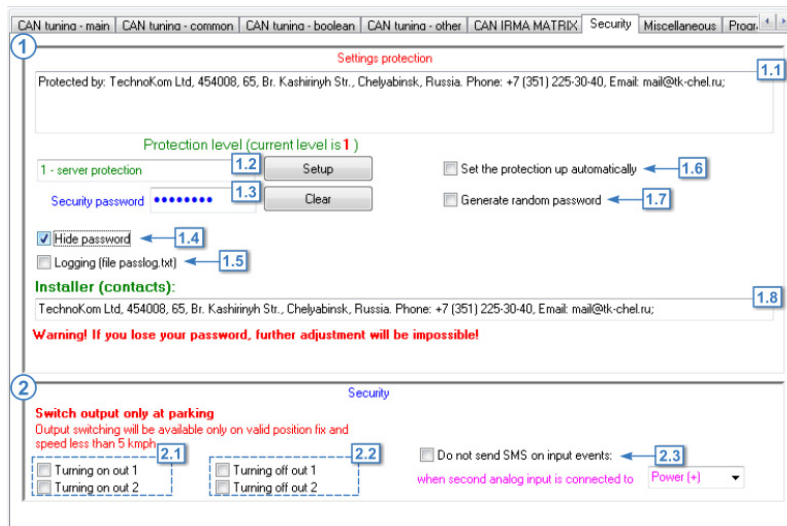 CAN tuning - main CAN tuning - common CAN tuning - boolean CAN tuning - other CAN IRMA MATRIX Security Miscellaneous Progr
1
Settings protection
1.1
Protected by: TechnoKom Ltd, 454008, 65, Br. Kashirinyh Str., Chelyabinsk, Russia. Phone: +7 (351) 225-30-40, Email: mail@tk-chel.ru;
Protection level (current level is 1 )
1 - server protection 1.2 Setup Set the protection up automatically 1.6
Security password 1.3 Clear Generate random password 1.7
Hide password 1.4
Logging (file passlog.txt) 1.5
Installer (contacts):
1.8
TechnoKom Ltd, 454008, 65, Br. Kashirinyh Str., Chelyabinsk, Russia. Phone: +7 (351) 225-30-40, Email: mail@tk-chel.ru;
Warning! If you lose your password, further adjustment will be impossible!
2
Security
Switch output only at parking
Output switching will be available only on valid position fix and
speed less than 5 kmph
2.1 2.2
Do not send SMS on input events: 2.3
Turning on out 1 Turning off out 1
when second analog input is connected to Power (+)
Turning on out 2 Turning off out 2